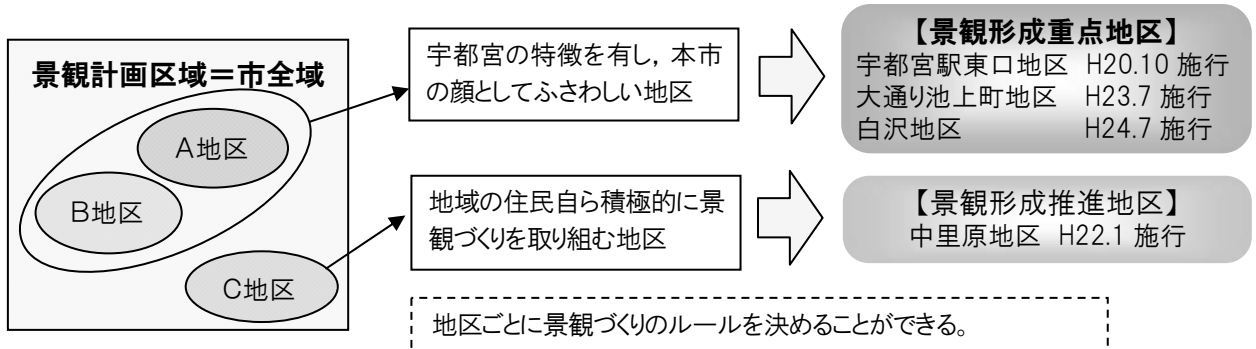 景観計画区域=市全域
A地区
B地区
C地区
宇都宮の特徴を有し，本市
の顔としてふさわしい地区
【景観形成重点地区】
宇都宮駅東口地区 H20.10 施行
大通り池上町地区 H23.7 施行
白沢地区 H24.7 施行
地域の住民自ら積極的に景
観づくりを取り組む地区
【景観形成推進地区】
中里原地区 H22.1 施行
地区ごとに景観づくりのルールを決めることができる。